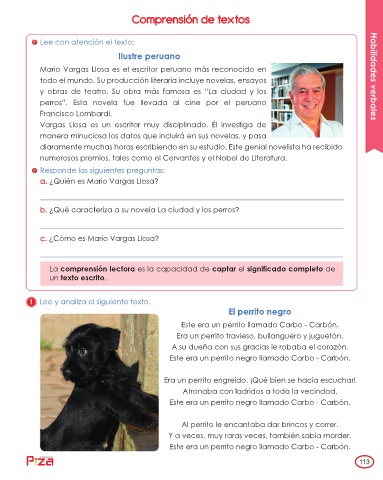 Comprensión de textos
Habilidades verbales
Lee con atención el texto:
Ilustre peruano
Mario Vargas Llosa es el escritor peruano más reconocido en
todo el mundo. Su producción literaria incluye novelas, ensayos
y obras de teatro. Su obra más famosa es "La ciudad y los
perros". Esta novela fue llevada al cine por el peruano
Francisco Lombardi.
Vargas Llosa es un escritor muy disciplinado. Él investiga de
manera minuciosa los datos que incluirá en sus novelas, y pasa
diaramente muchas horas escribiendo en su estudio. Este genial novelista ha recibido
numerosos premios, tales como el Cervantes y el Nobel de Literatura.
Responde las siguientes preguntas:
a. ¿Quién es Mario Vargas Llosa?
b. ¿Qué caracteriza a su novela La ciudad y los perros?
c. ¿Cómo es Mario Vargas Llosa?
La comprensión lectora es la capacidad de captar el significado completo de
un texto escrito.
1 Lee y analiza el siguiente texto.
El perrito negro
Este era un perrito llamado Carbo - Carbón.
Era un perrito travieso, bullanguero y juguetón.
A su dueña con sus gracias le robaba el corazón.
Este era un perrito negro llamado Carbo - Carbón.
Era un perrito engreído. ¡Qué bien se hacía escuchar!
Atronaba con ladridos a toda la vecindad.
Este era un perrito negro llamado Carbo - Carbón.
Al perrito le encantaba dar brincos y correr.
Y a veces, muy raras veces, también sabía morder.
Este era un perrito negro llamado Carbo - Carbón.
113